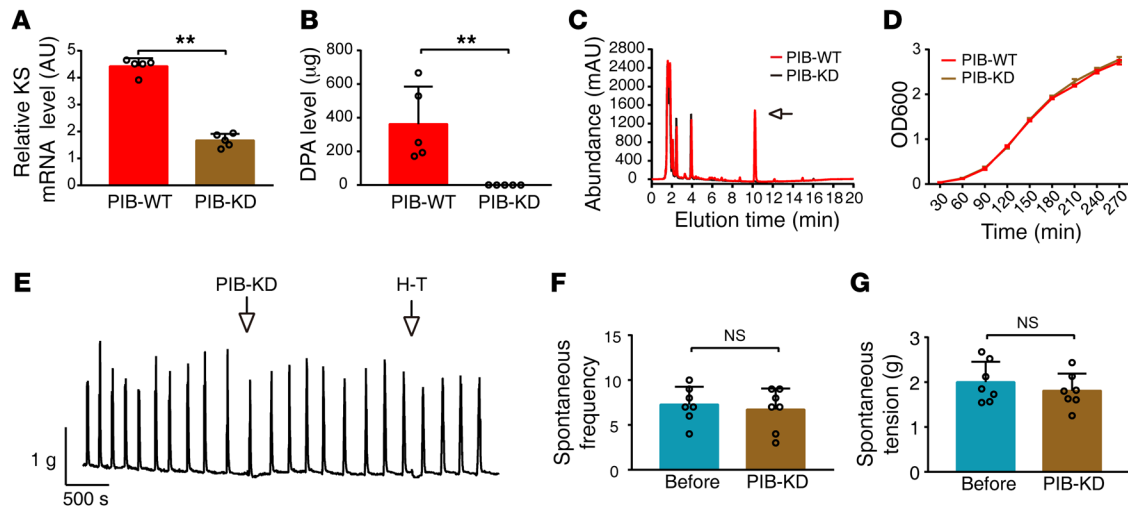 A
Relative KS
mRNA level (AU)
5
4
3
2
1
0
**
PIB-WT
PIB-KD
B
DPA level (μg)
800
600
400
200
0
**
PIB-WT
PIB-KD
C
Abundance (mAU)
2800
2400
2000
1600
1200
800
400
0
PIB-WT
PIB-KD
0 2 4 6 8 10 12 14 16 18 20
Elution time (min)
D
OD600
3
2
1
0
PIB-WT
PIB-KD
30 60 90 120 150 180 210 240 270
Time (min)
E
PIB-KD
H-T
1 g
500 s
F
Spontaneous
frequency
15
10
5
0
NS
Before
PIB-KD
G
Spontaneous
tension (g)
3
2
1
0
NS
Before
PIB-KD